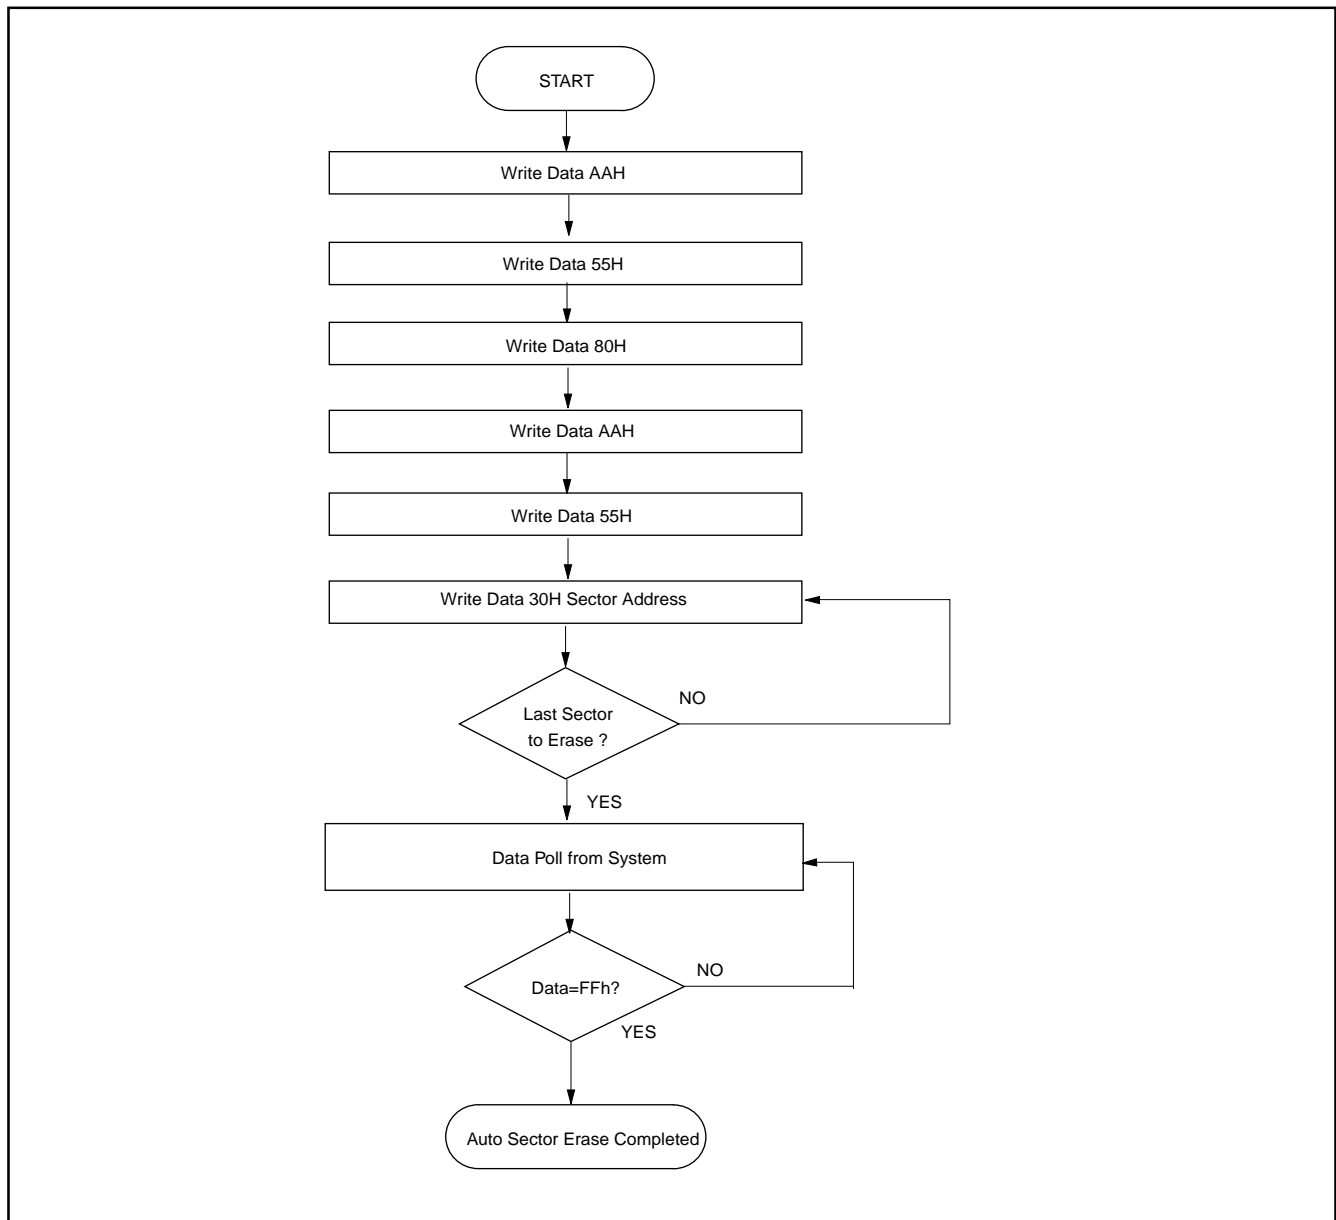 START
Write Data AAH
Write Data 55H
Write Data 80H
Write Data AAH
Write Data 55H
Write Data 30H Sector Address
NO
Last Sector
to Erase ?
YES
Data Poll from System
NO
Data=FFh?
YES
Auto Sector Erase Completed